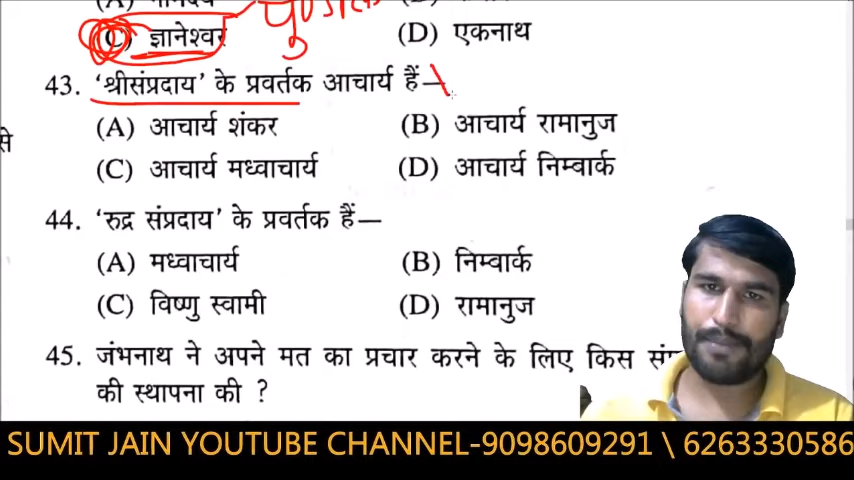 (C) ज्ञानेश्वर (D) एकनाथ
43. 'श्रीसंप्रदाय' के प्रवर्तक आचार्य हैं—
(A) आचार्य शंकर (B) आचार्य रामानुज
से
(C) आचार्य मध्वाचार्य (D) आचार्य निम्बार्क
44. 'रुद्र संप्रदाय' के प्रवर्तक हैं—
(A) मध्वाचार्य (B) निम्वार्क
(C) विष्णु स्वामी (D) रामानुज
45. जंभनाथ ने अपने मत का प्रचार करने के लिए किस
की स्थापना की ?
SUMIT JAIN YOUTUBE CHANNEL-9098609291 \ 6263330586